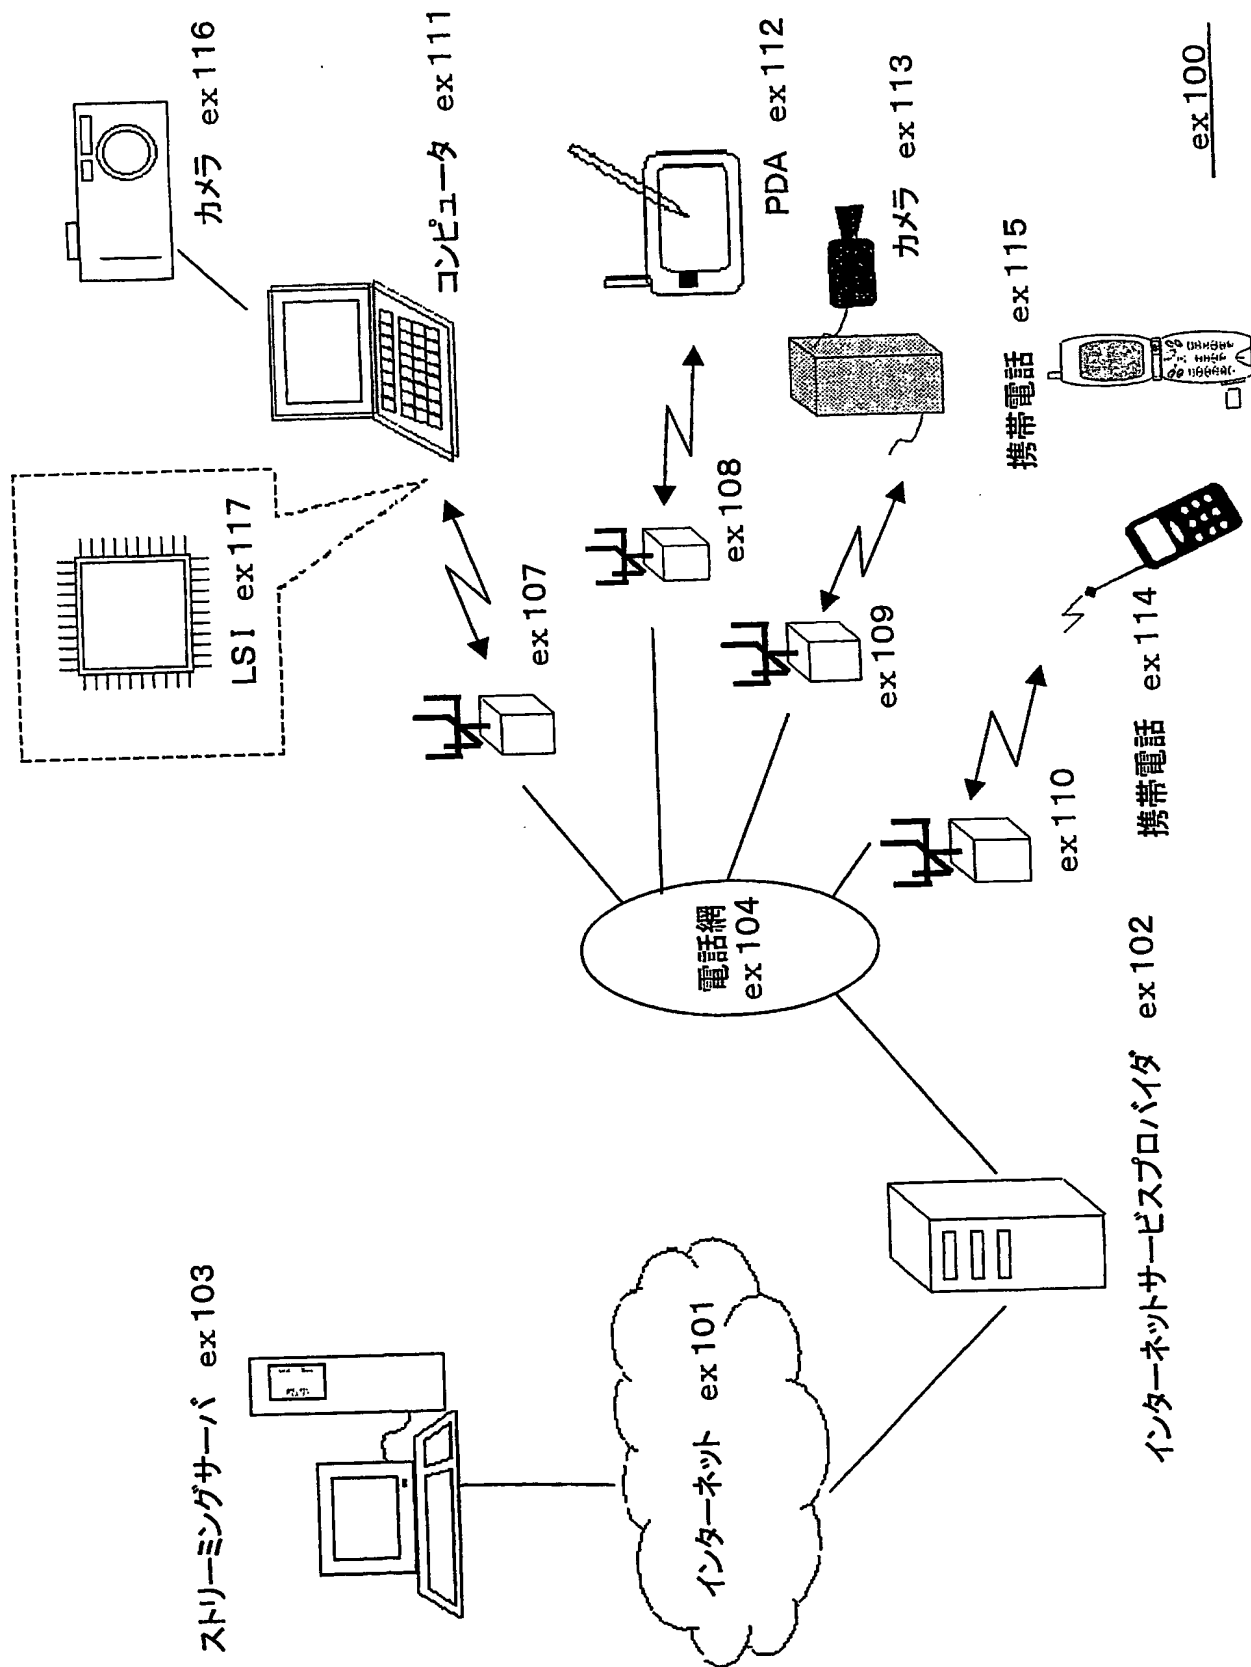 ストリーミングサーバ ex103
インターネット ex101
インターネットサービスプロバイダ ex102
電話網
ex104
LSI ex117
ex107
ex108
ex109
ex110
カメラ ex116
コンピュータ ex111
PDA ex112
カメラ ex113
携帯電話 ex115
携帯電話 ex114
ex100